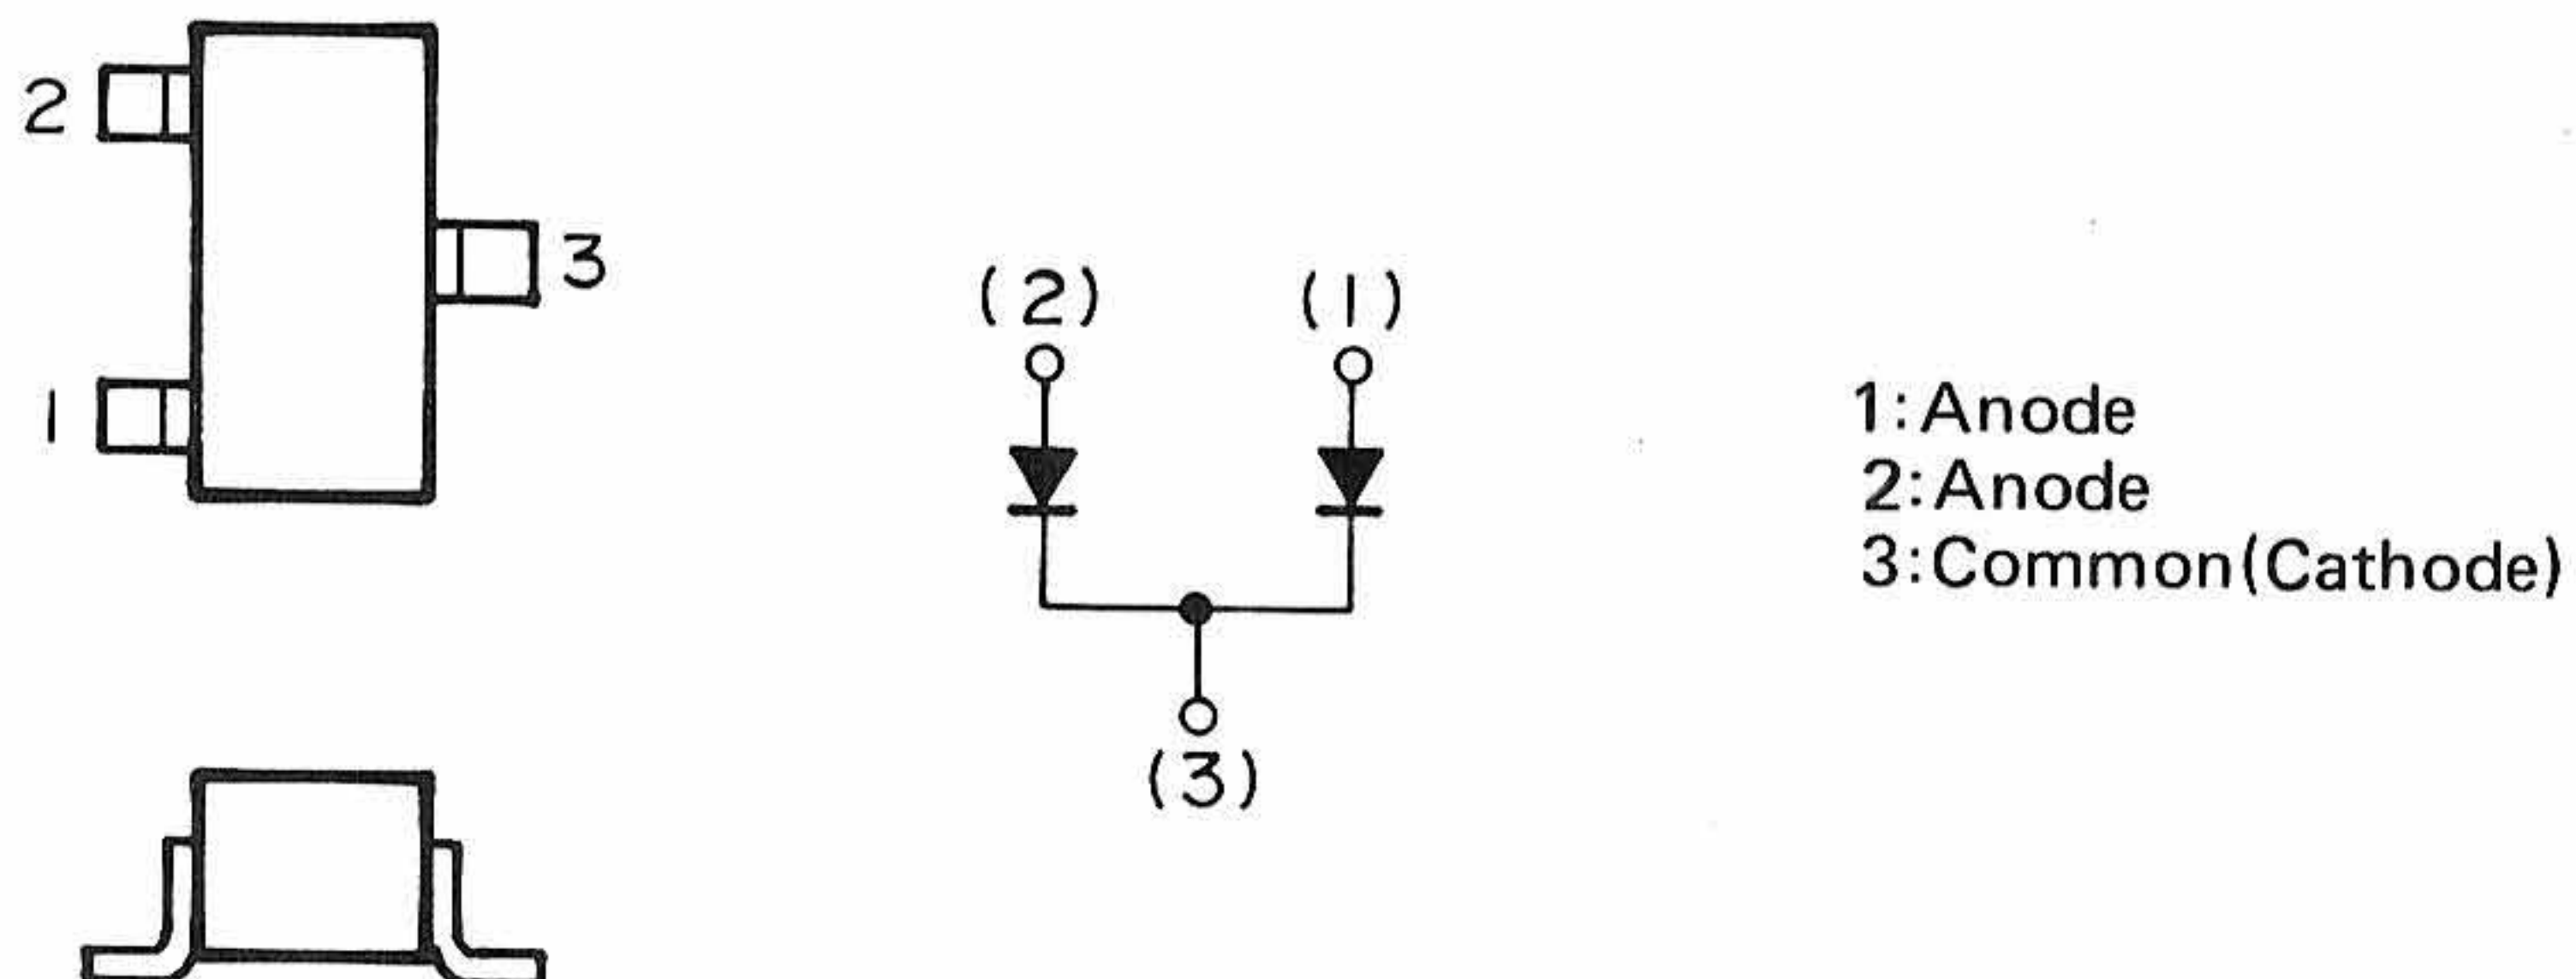 2
3
1
(2) (1)
(3)
1:Anode
2:Anode
3:Common(Cathode)